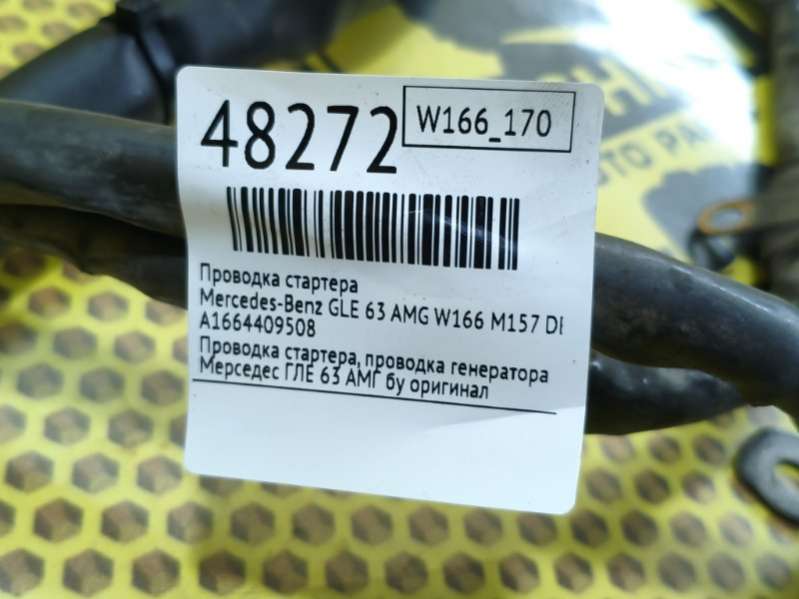 48272
W166_170
Проводка стартера
Mercedes-Benz GLE 63 AMG W166 M157
A1664409508
Проводка стартера, проводка генератора
Мерседес ГЛЕ 63 АМГ бу оригинал